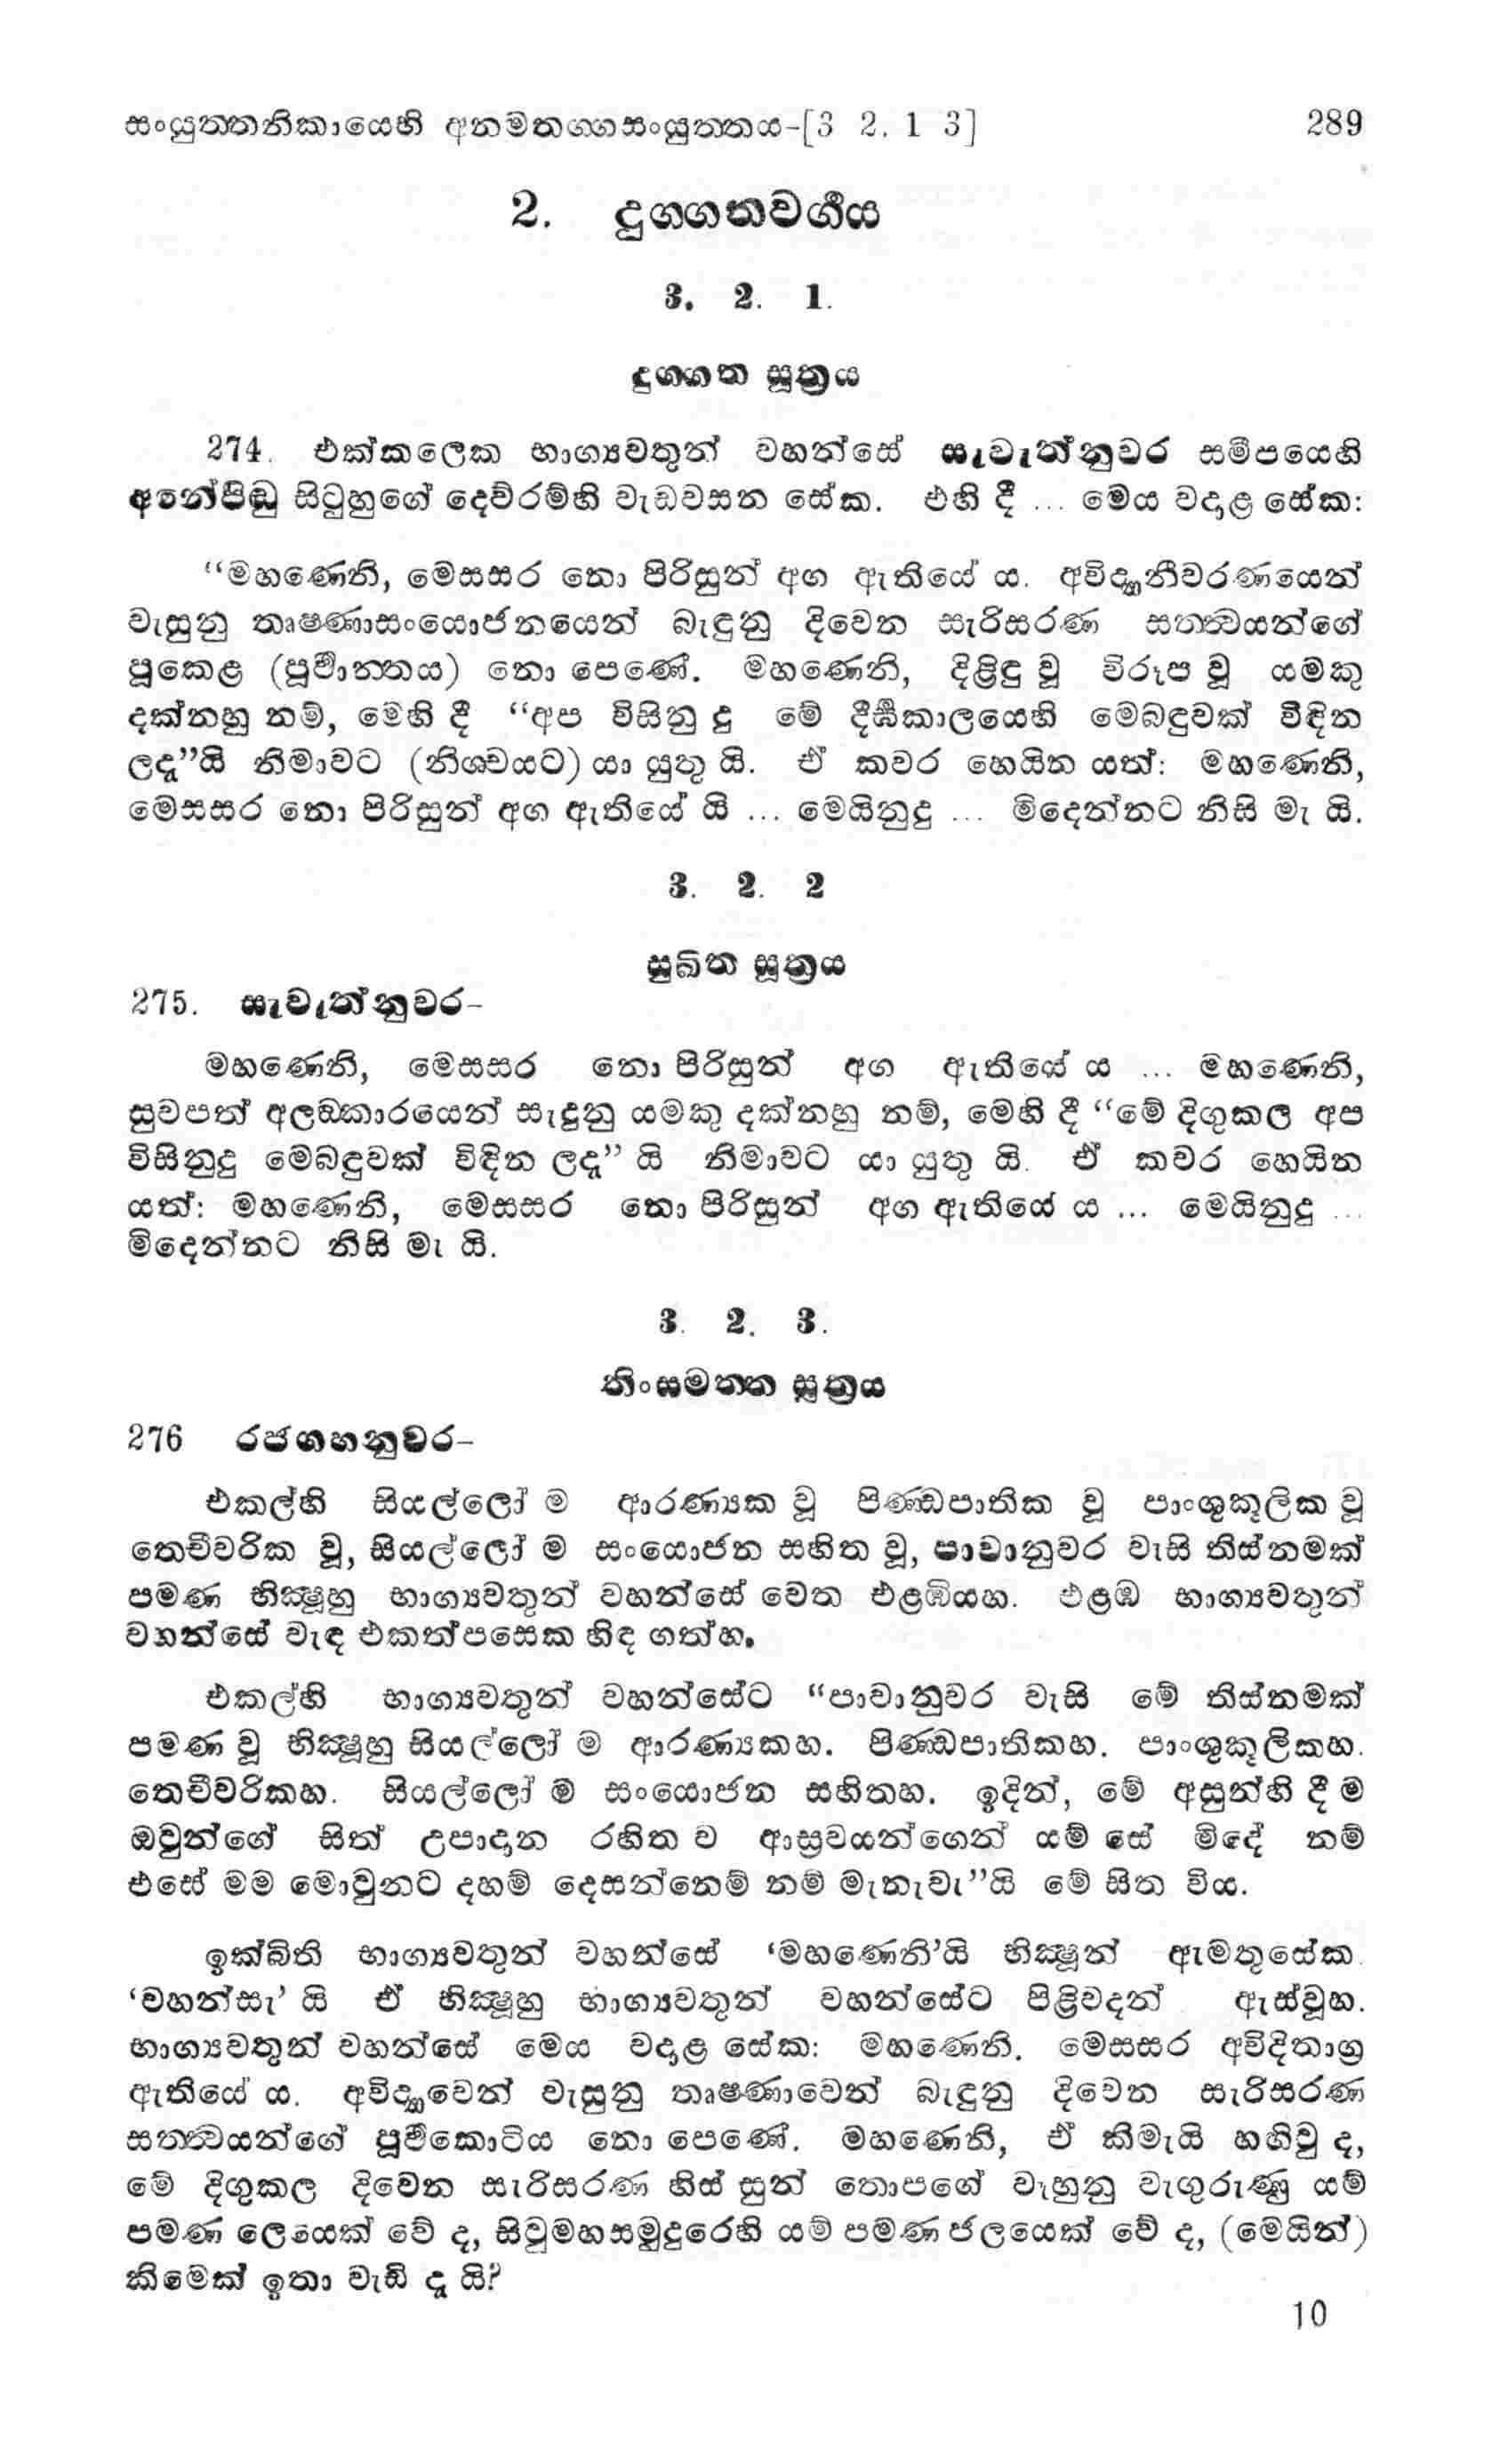 සංයුත්තනිකායෙහි අනමතග්ගසංයුත්තය-[3 2. 1 3] 289
2. දුග්ගතවර්ගය
3. 2. 1.
දුග්ගත සූත්‍රය
274. එක්කලෙක භාග්‍යවතුන් වහන්සේ සැවැත්නුවර සමීපයෙහි
අනේපිඬු සිටුහුගේ දෙව්රම්හි වැඩවසන සේක. එහි දී ... මෙය වදාළ සේක:
“මහණෙනි, මෙසසර නො පිරිසුන් අග ඇතියේ ය. අවිද්‍යානීවරණයෙන්
වැසුනු තෘෂ්ණාසංයොජනයෙන් බැඳුනු දිවෙන සැරිසරණ සත්ත්‍වයන්ගේ
පූකෙළ (පූර්‍වාන්තය) නො පෙණේ. මහණෙනි, දිළිඳු වූ විරූප වූ යමකු
දක්නහු නම්, මෙහි දී “අප විසිනු දු මේ දීර්‍ඝකාලයෙහි මෙබඳුවක් විඳින
ලදැ”යි නිමාවට (නිශ්චයට) යා යුතු යි. ඒ කවර හෙයින යත්: මහණෙනි,
මෙසසර නො පිරිසුන් අග ඇතියේ යි ... මෙයිනුදු ... මිදෙන්නට නිසි මැ යි.
3. 2. 2
සුඛිත සූත්‍රය
275. සැවැත්නුවර-
මහණෙනි, මෙසසර නො පිරිසුන් අග ඇතියේ ය ... මහණෙනි,
සුවපත් අලඞ්කාරයෙන් සැදුනු යමකු දක්නහු නම්, මෙහි දී “මේ දිගුකල අප
විසිනුදු මෙබඳුවක් විඳින ලදැ” යි නිමාවට යා යුතු යි. ඒ කවර හෙයින
යත්: මහණෙනි, මෙසසර නො පිරිසුන් අග ඇතියේ ය ... මෙයිනුදු ...
මිදෙන්නට නිසි මැ යි.
3. 2. 3.
තිංසමත්ත සූත්‍රය
276 රජගහනුවර-
එකල්හි සියල්ලෝ ම ආරණ්‍යක වූ පිණ්ඩපාතික වූ පාංශුකූලික වූ
තෙචීවරික වූ, සියල්ලෝ ම සංයොජන සහිත වූ, පාවානුවර වැසි තිස්නමක්
පමණ භික්‍ෂූහු භාග්‍යවතුන් වහන්සේ වෙත එළඹියහ. එළඹ භාග්‍යවතුන්
වහන්සේ වැඳ එකත්පසෙක හිඳ ගත්හ.
එකල්හි භාග්‍යවතුන් වහන්සේට “පාවානුවර වැසි මේ තිස්නමක්
පමණ වූ භික්‍ෂූහු සියල්ලෝ ම ආරණ්‍යකහ. පිණ්ඩපාතිකහ. පාංශුකූලිකහ.
තෙචීවරිකහ. සියල්ලෝ ම සංයොජන සහිතහ. ඉදින්, මේ අසුන්හි දී ම
ඔවුන්ගේ සිත් උපාදාන රහිත ව ආස්‍රවයන්ගෙන් යම් සේ මිදේ නම්
එසේ මම මොවුනට දහම් දෙසන්නෙම් නම් මැනැවැ”යි මේ සිත විය.
ඉක්බිති භාග්‍යවතුන් වහන්සේ ‘මහණෙනි’යි භික්‍ෂූන් ඇමතූසේක.
‘වහන්සැ’ යි ඒ භික්‍ෂූහු භාග්‍යවතුන් වහන්සේට පිළිවදන් ඇස්වූහ.
භාග්‍යවතුන් වහන්සේ මෙය වදාළ සේක: මහණෙනි. මෙසසර අවිදිතාග්‍ර
ඇතියේ ය. අවිද්‍යාවෙන් වැසුනු තෘෂ්ණාවෙන් බැඳුනු දිවෙන සැරිසරණ
සත්ත්‍වයන්ගේ පූර්‍වකොටිය නො පෙණේ. මහණෙනි, ඒ කිමැයි හඟිවු ද,
මේ දිගුකල දිවෙන සැරිසරණ හිස් සුන් තොපගේ වැහුනු වැගුරුණු යම්
පමණ ලෙයෙක් වේ ද, සිවුමහසමුදුරෙහි යම් පමණ ජලයෙක් වේ ද, (මෙයින්)
කිමෙක් ඉතා වැඩි දැ යි?
10